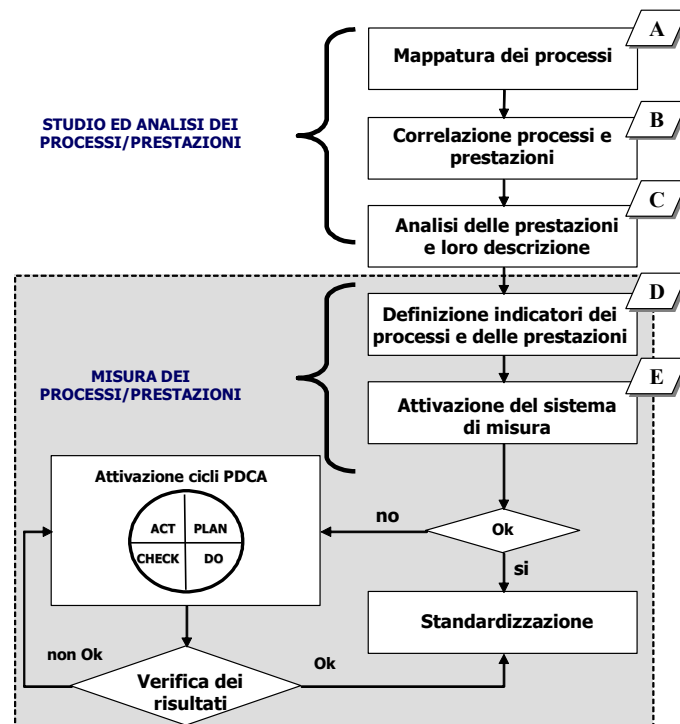 A
Mappatura dei processi
STUDIO ED ANALISI DEI
PROCESSI/PRESTAZIONI
B
Correlazione processi e
prestazioni
C
Analisi delle prestazioni
e loro descrizione
D
Definizione indicatori dei
processi e delle prestazioni
MISURA DEI
PROCESSI/PRESTAZIONI
E
Attivazione del sistema
di misura
Attivazione cicli PDCA
ACT PLAN
CHECK DO
no
Ok
si
Standardizzazione
non Ok
Ok
Verifica dei
risultati